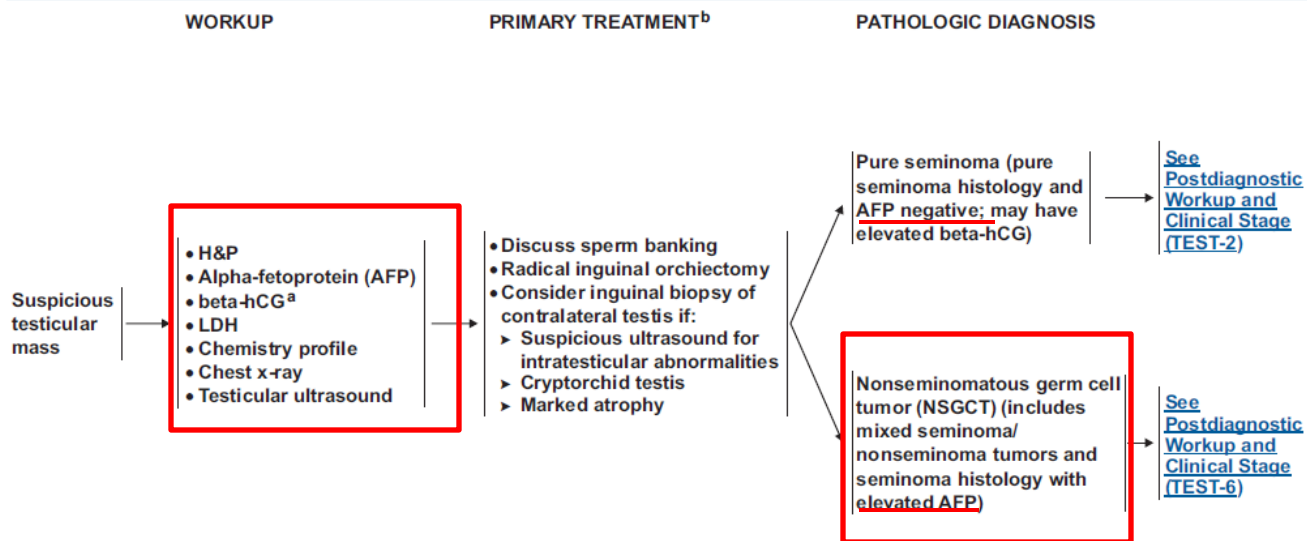 WORKUP
PRIMARY TREATMENTb
PATHOLOGIC DIAGNOSIS
Suspicious
testicular
mass
• H&P
• Alpha-fetoprotein (AFP)
• beta-hCGa
• LDH
• Chemistry profile
• Chest x-ray
• Testicular ultrasound
• Discuss sperm banking
• Radical inguinal orchiectomy
• Consider inguinal biopsy of
contralateral testis if:
➤ Suspicious ultrasound for
intratesticular abnormalities
➤ Cryptorchid testis
➤ Marked atrophy
Pure seminoma (pure
seminoma histology and
AFP negative; may have
elevated beta-hCG)
See
Postdiagnostic
Workup and
Clinical Stage
(TEST-2)
Nonseminomatous germ cell
tumor (NSGCT) (includes
mixed seminoma/
nonseminoma tumors and
seminoma histology with
elevated AFP)
See
Postdiagnostic
Workup and
Clinical Stage
(TEST-6)